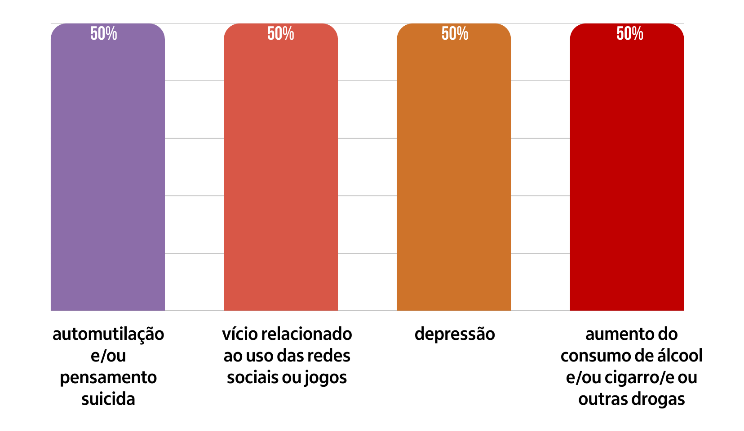 50%
50%
50%
50%
automutilação
e/ou
pensamento
suicida
vício relacionado
ao uso das redes
sociais ou jogos
depressão
aumento do
consumo de álcool
e/ou cigarro/e ou
outras drogas